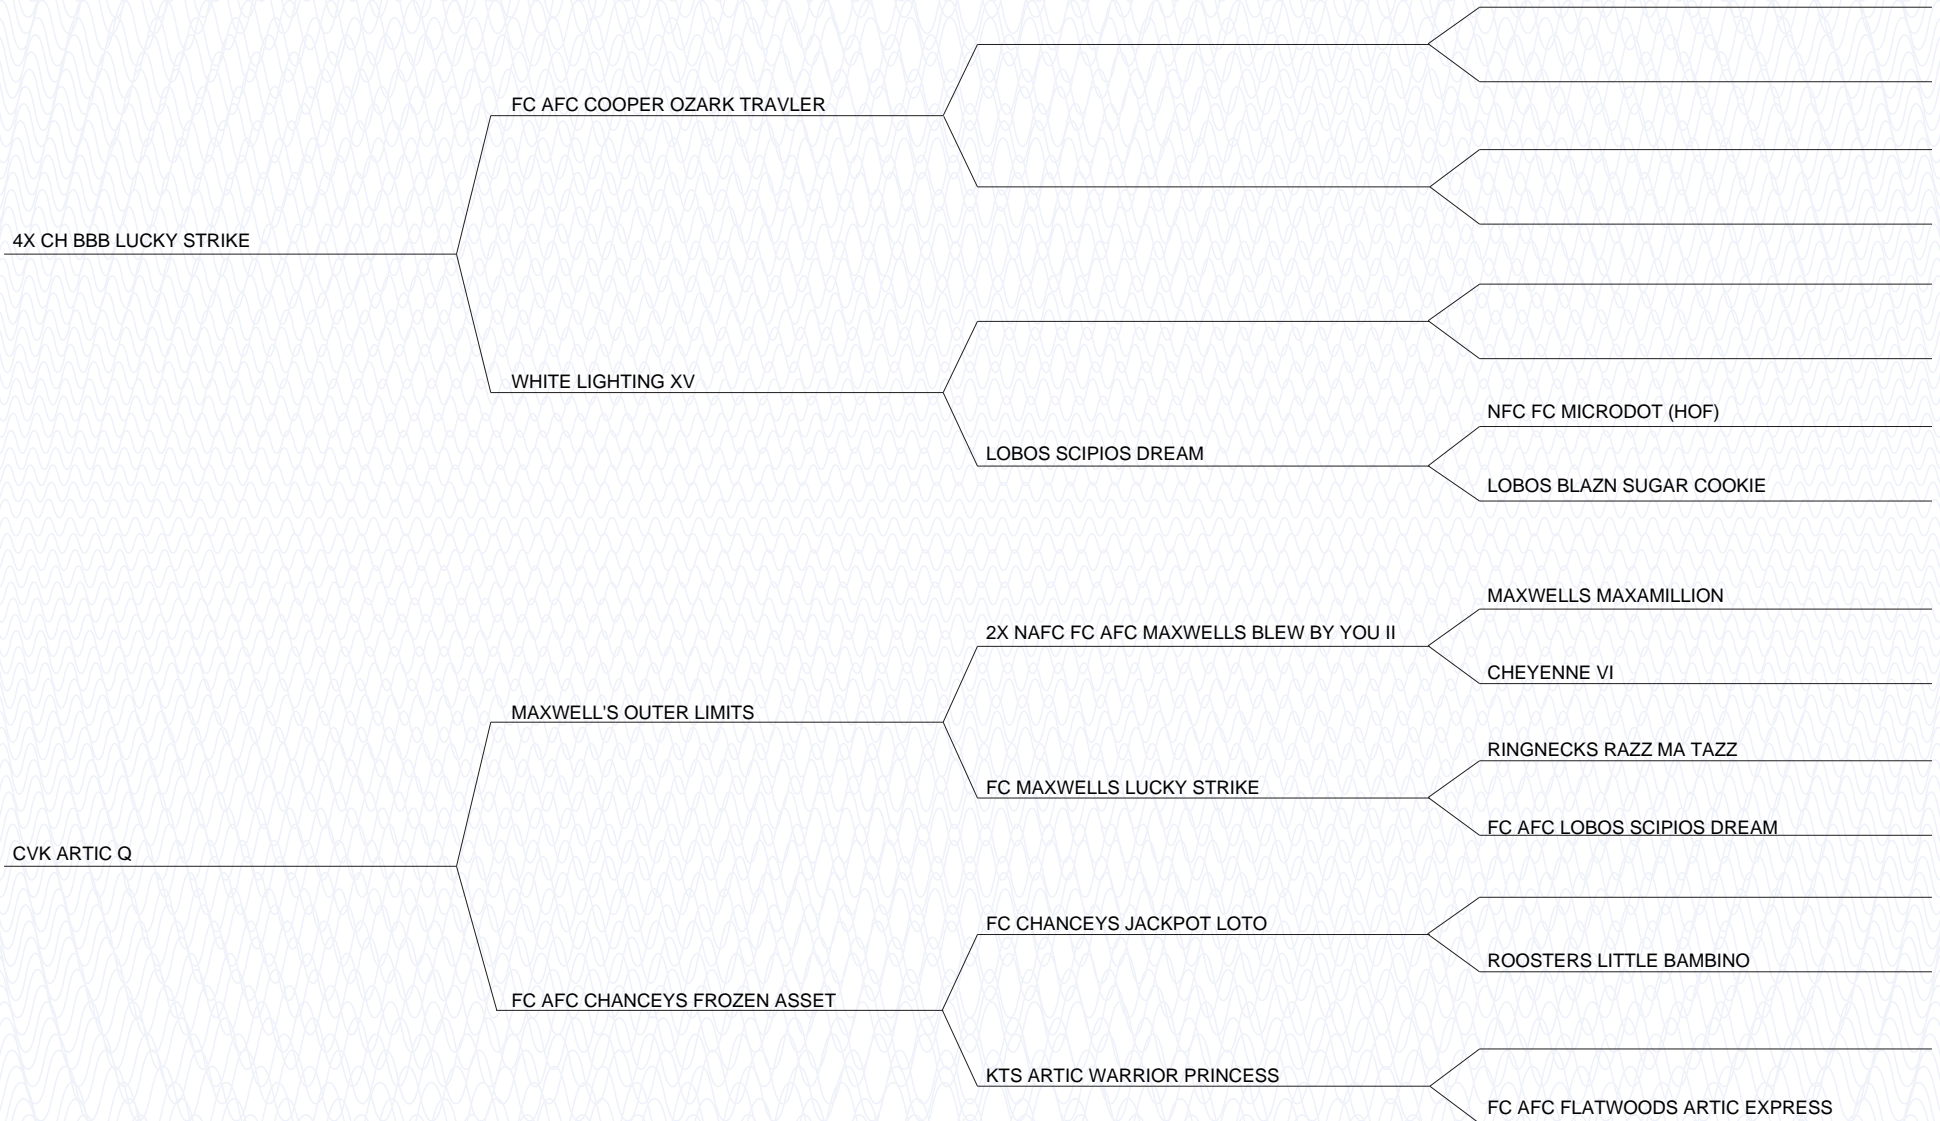 FC AFC COOPER OZARK TRAVLER
4X CH BBB LUCKY STRIKE
WHITE LIGHTING XV
NFC FC MICRODOT (HOF)
LOBOS SCIPIOS DREAM
LOBOS BLAZN SUGAR COOKIE
MAXWELLS MAXAMILLION
2X NAFC FC AFC MAXWELLS BLEW BY YOU II
CHEYENNE VI
MAXWELL'S OUTER LIMITS
RINGNECKS RAZZ MA TAZZ
FC MAXWELLS LUCKY STRIKE
FC AFC LOBOS SCIPIOS DREAM
CVK ARTIC Q
FC CHANCEYS JACKPOT LOTO
ROOSTERS LITTLE BAMBINO
FC AFC CHANCEYS FROZEN ASSET
KTS ARTIC WARRIOR PRINCESS
FC AFC FLATWOODS ARTIC EXPRESS